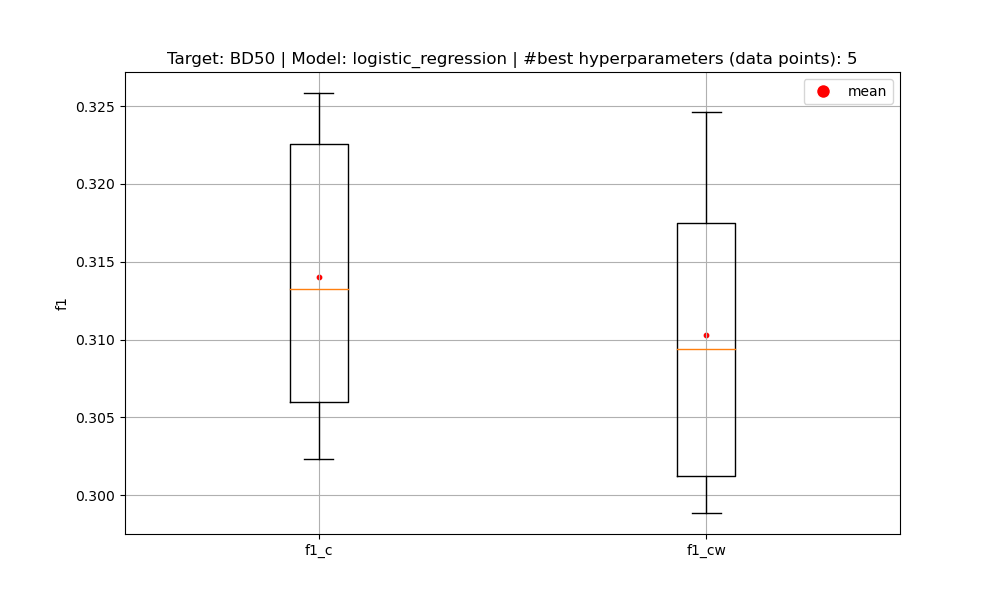 Target: BD50 | Model: logistic_regression | #best hyperparameters (data points): 5
mean
0.325
0.320
0.315
0.310
0.305
0.300
f1
f1_c
f1_cw